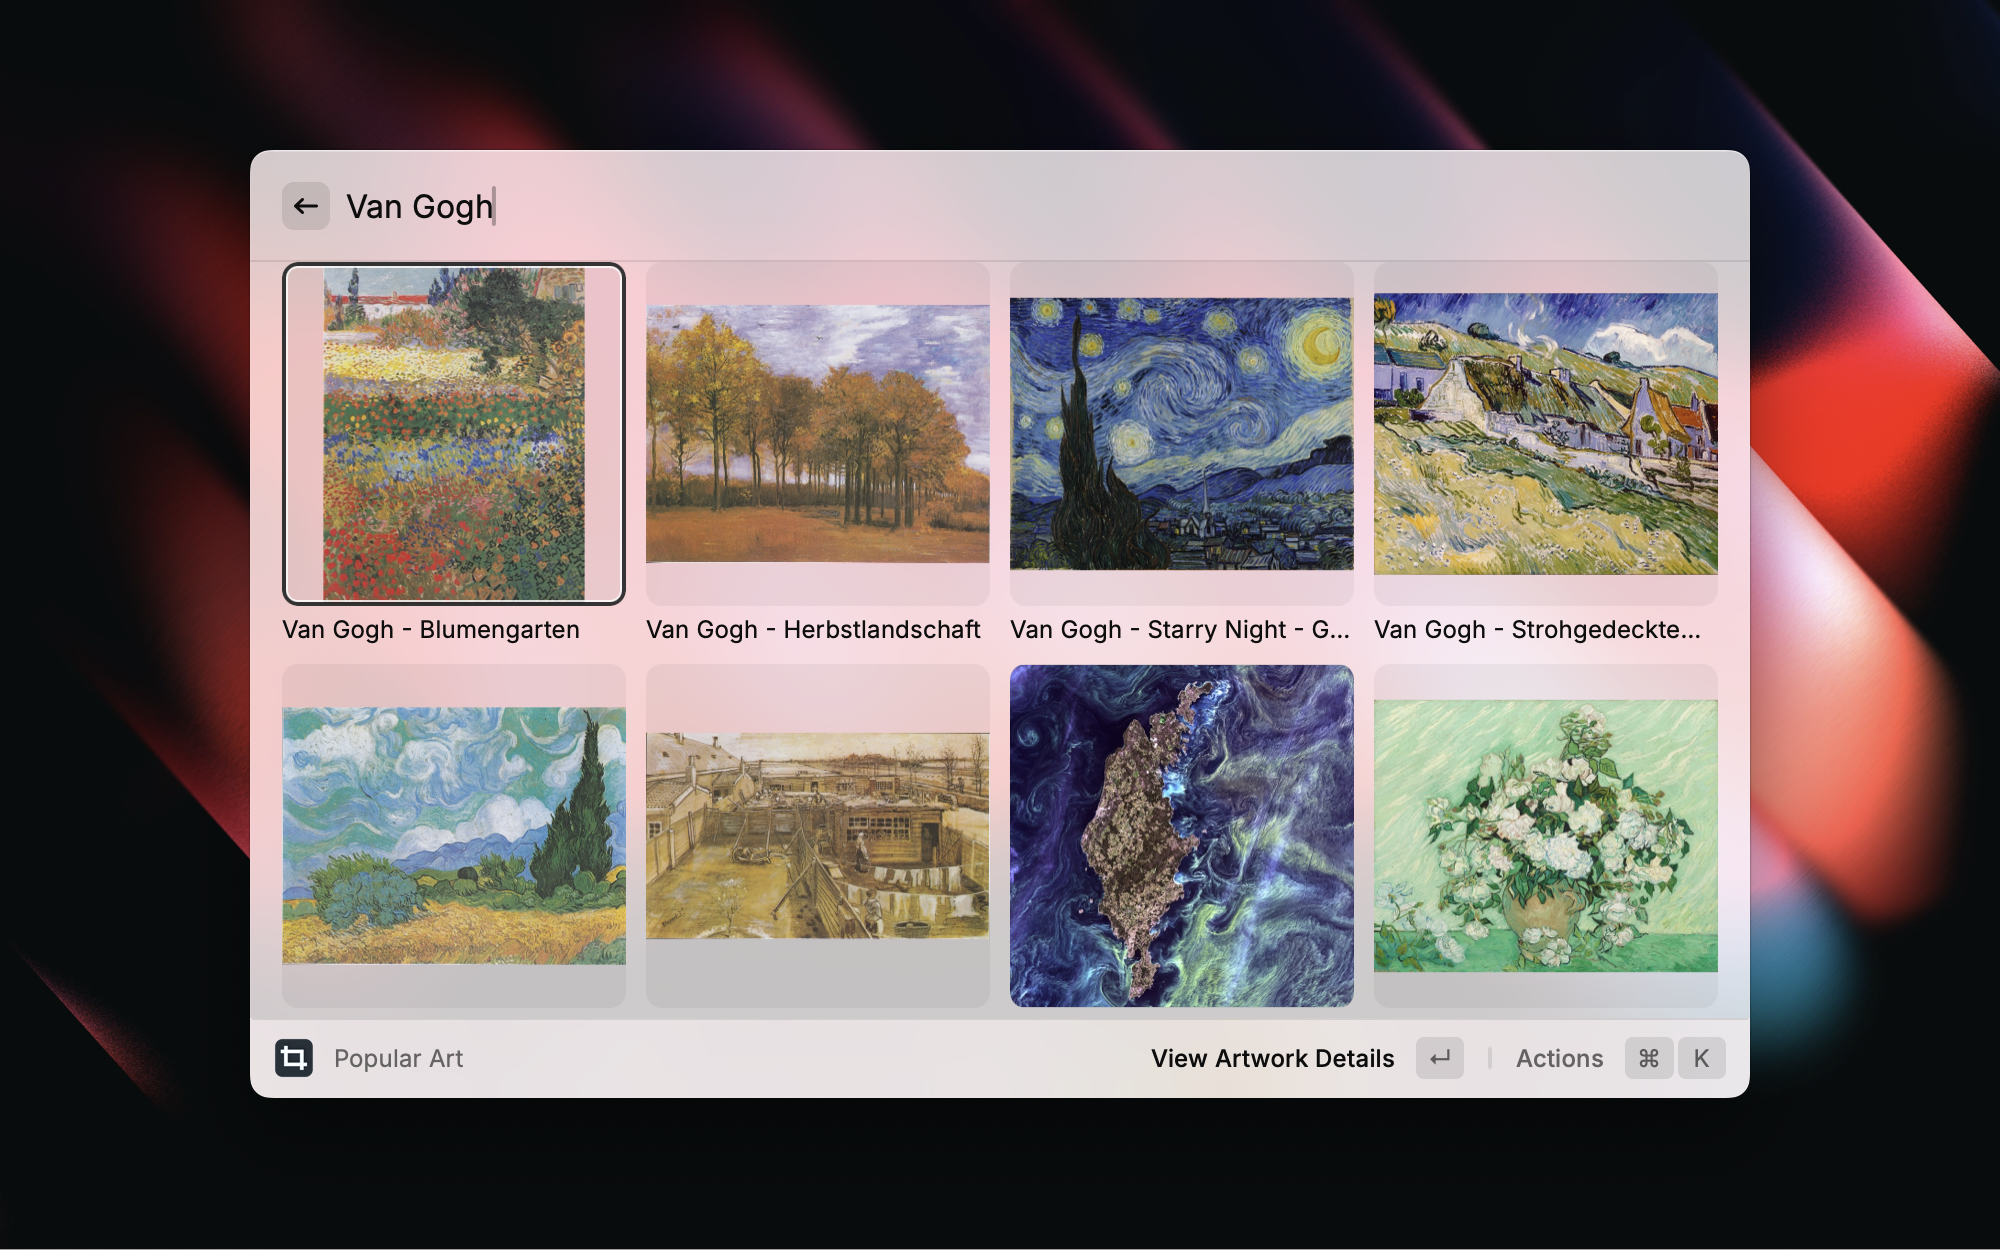 Van Gogh
Van Gogh - Blumengarten
Van Gogh - Herbstlandschaft
Van Gogh - Starry Night - G...
Van Gogh - Strohgedeckte...
Popular Art
View Artwork Details
Actions
⌘
K